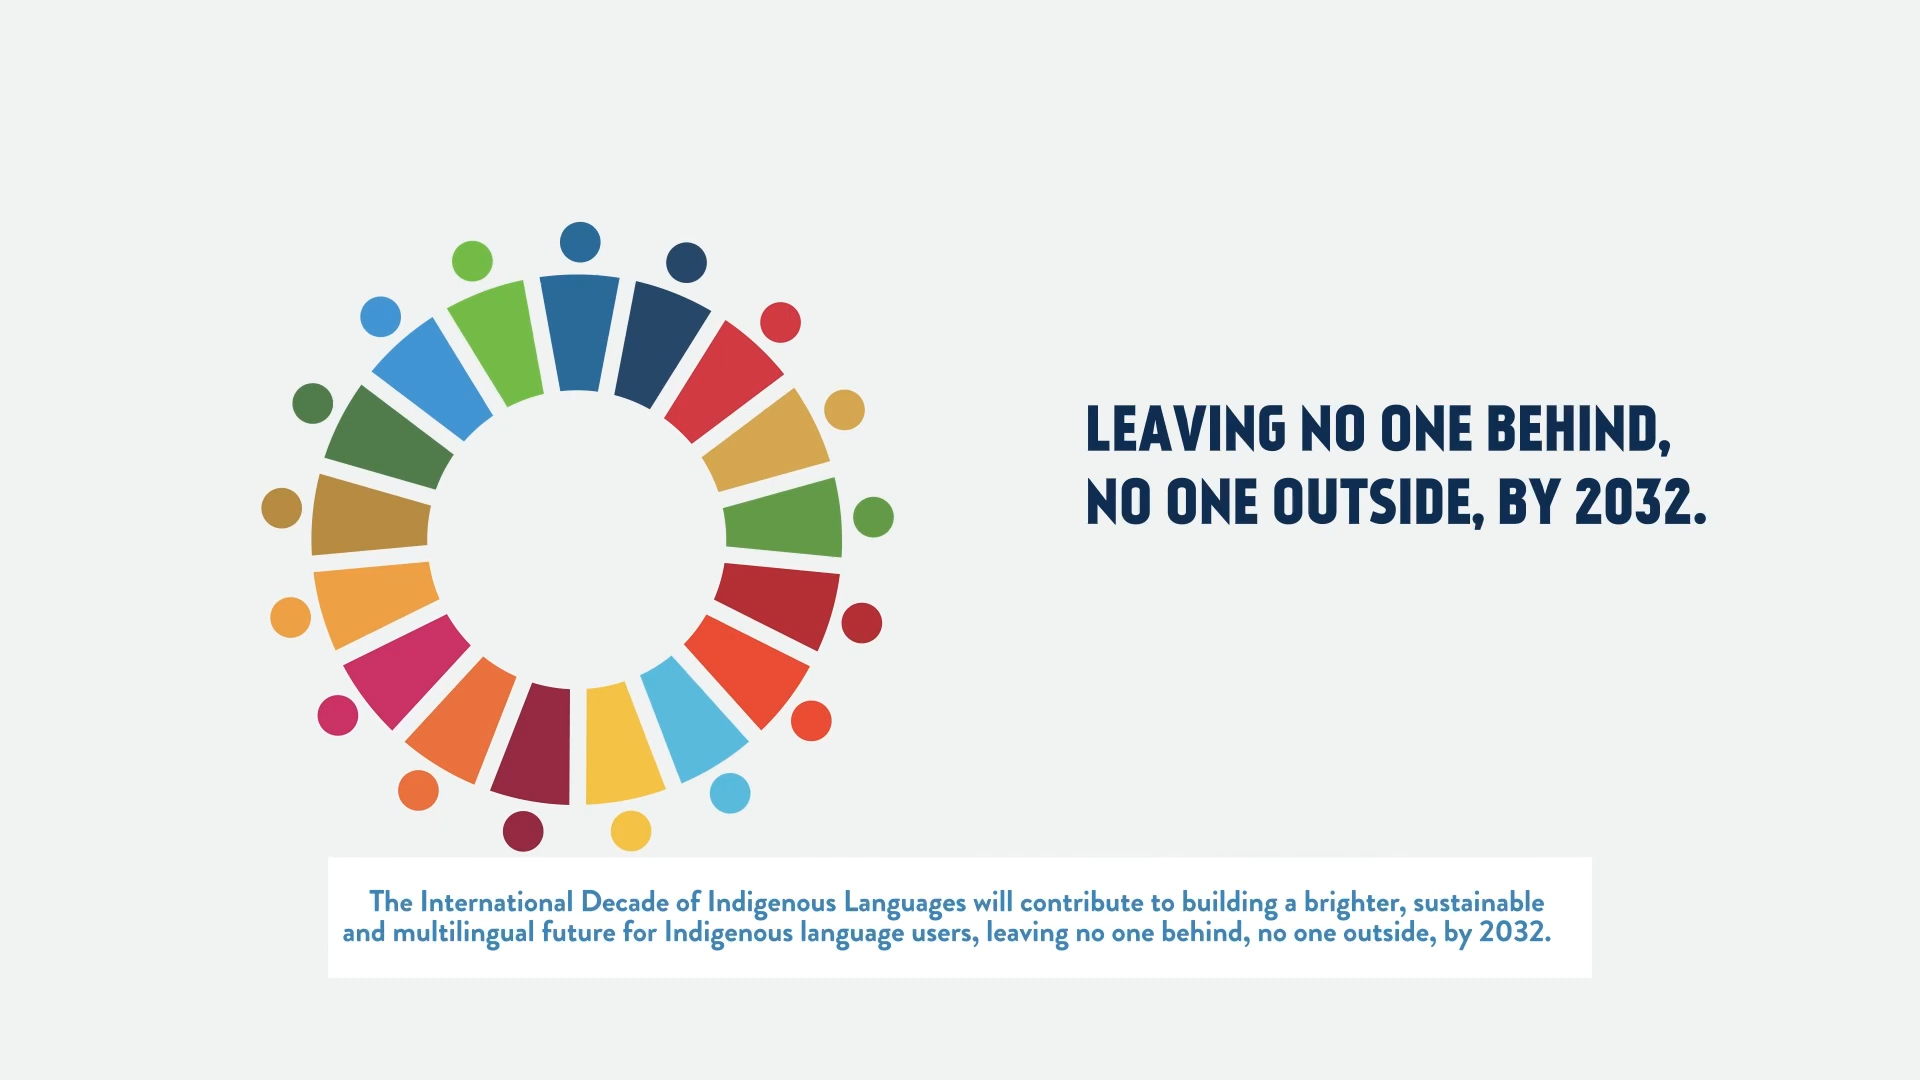 LEAVING NO ONE BEHIND,
NO ONE OUTSIDE, BY 2032.
The International Decade of Indigenous Languages will contribute to building a brighter, sustainable
and multilingual future for Indigenous language users, leaving no one behind, no one outside, by 2032.